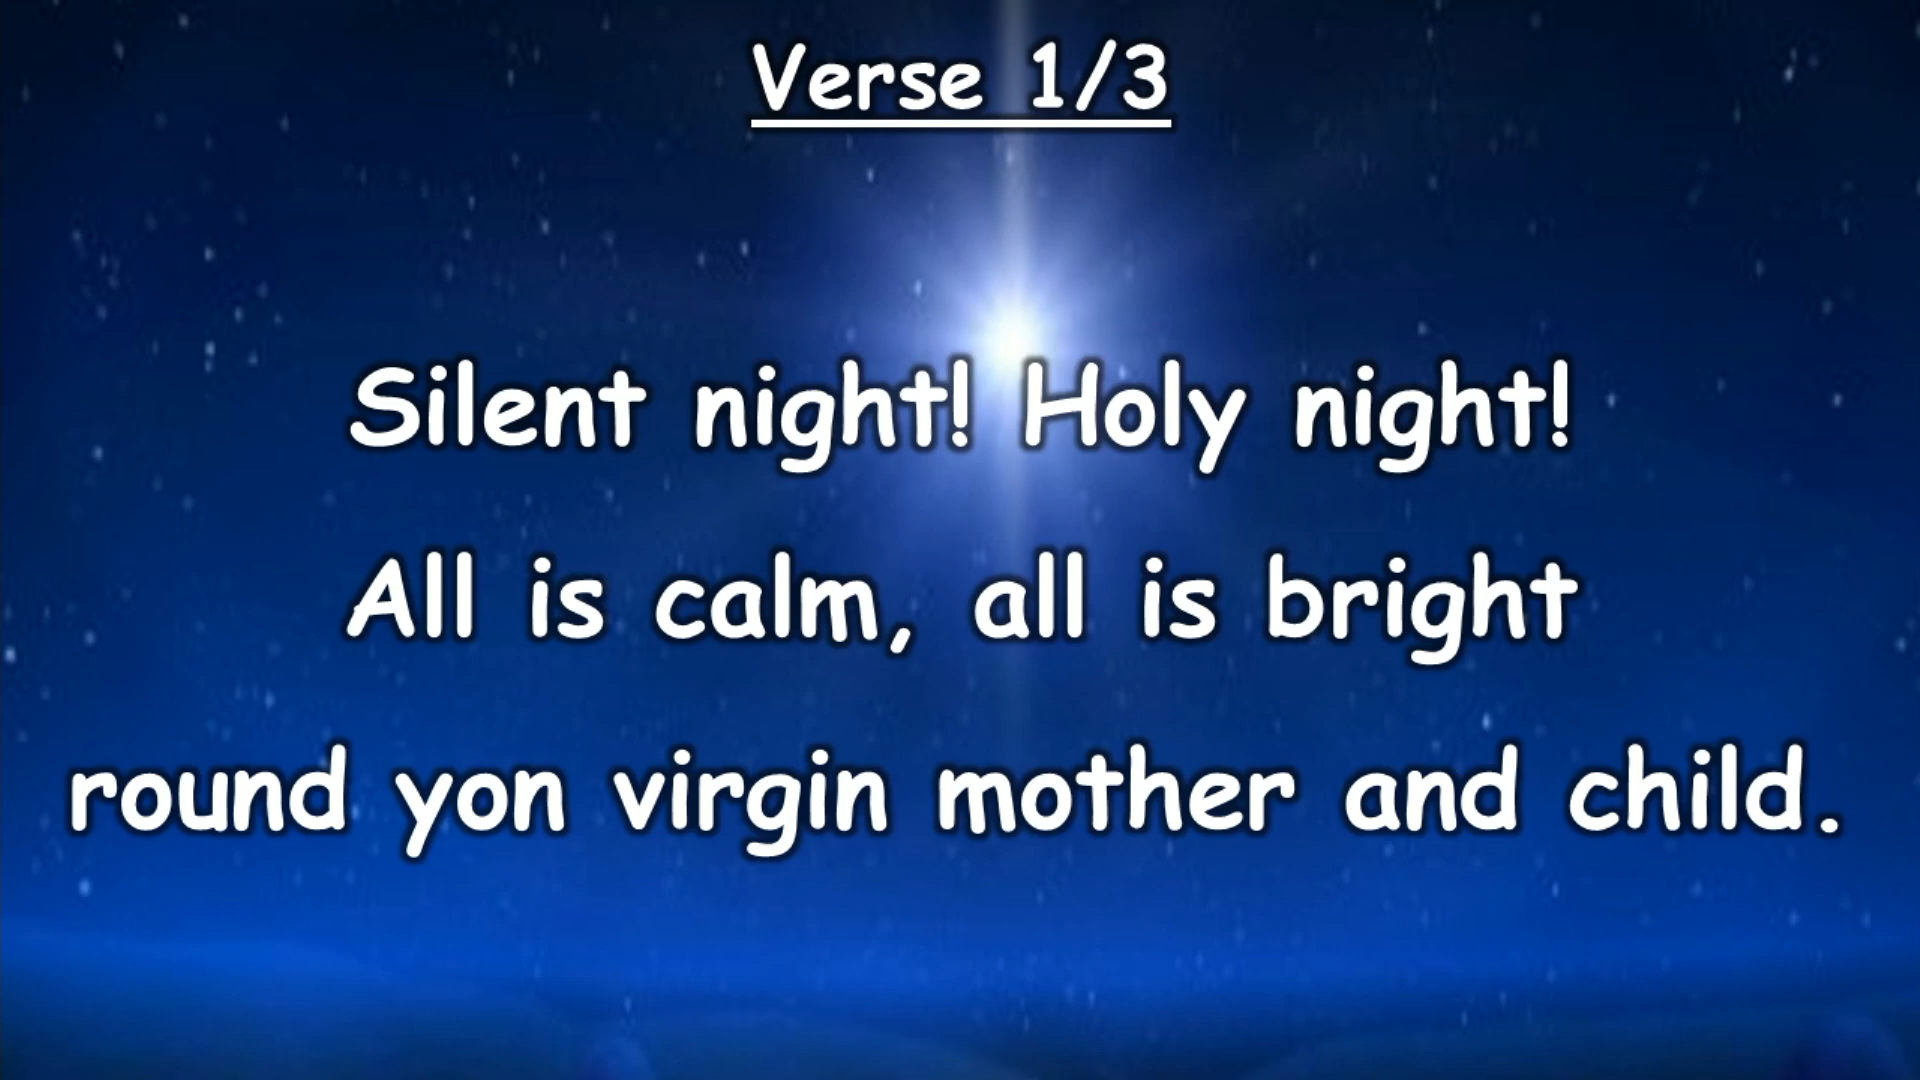 Verse 1/3
Silent night! Holy night!
All is calm, all is bright
round yon virgin mother and child.